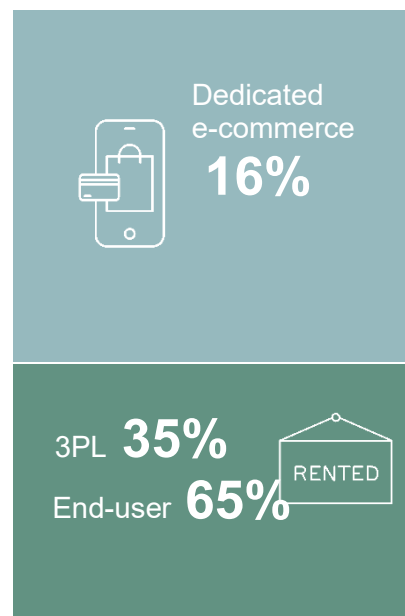 Dedicated
e-commerce
16%
3PL 35%
RENTED
End-user 65%